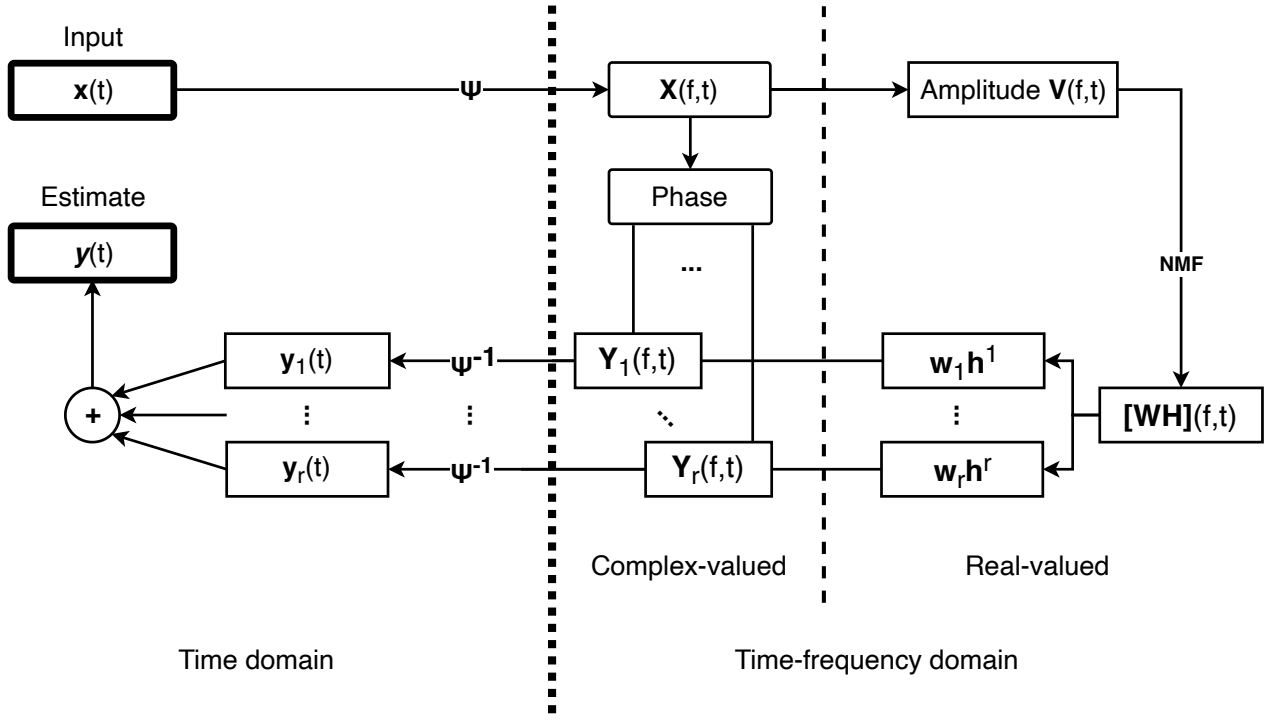 Input
x(t)
Ψ
X(f,t)
Amplitude V(f,t)
Estimate
Phase
y(t)
...
NMF
y₁(t)
Ψ⁻¹
Y₁(f,t)
w₁h¹
+
⋮
⋮
⋱
⋮
[WH](f,t)
yᵣ(t)
Ψ⁻¹
Yᵣ(f,t)
wᵣhʳ
Complex-valued
Real-valued
Time domain
Time-frequency domain